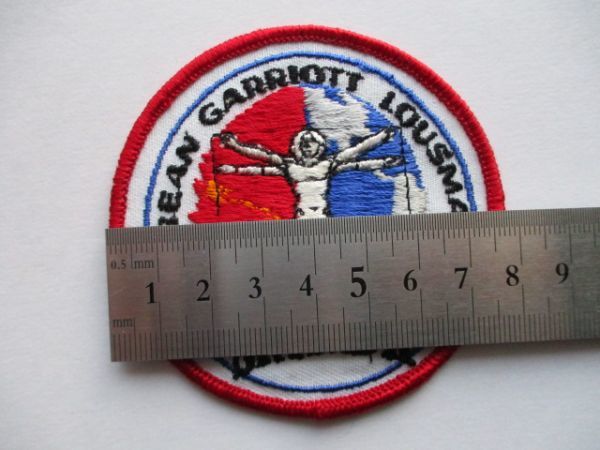 BEAN GARRIOTT LOUSMA
0.5 mm
1 2 3 4 5 6 7 8 9
mm